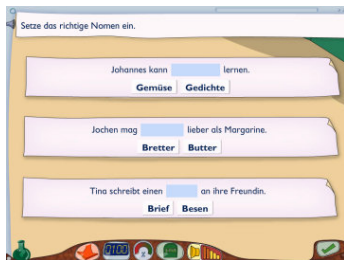 Setze das richtige Nomen ein.
Johannes kann lernen.
Gemüse Gedichte
Jochen mag lieber als Margarine.
Bretter Butter
Tina schreibt einen an ihre Freundin.
Brief Besen